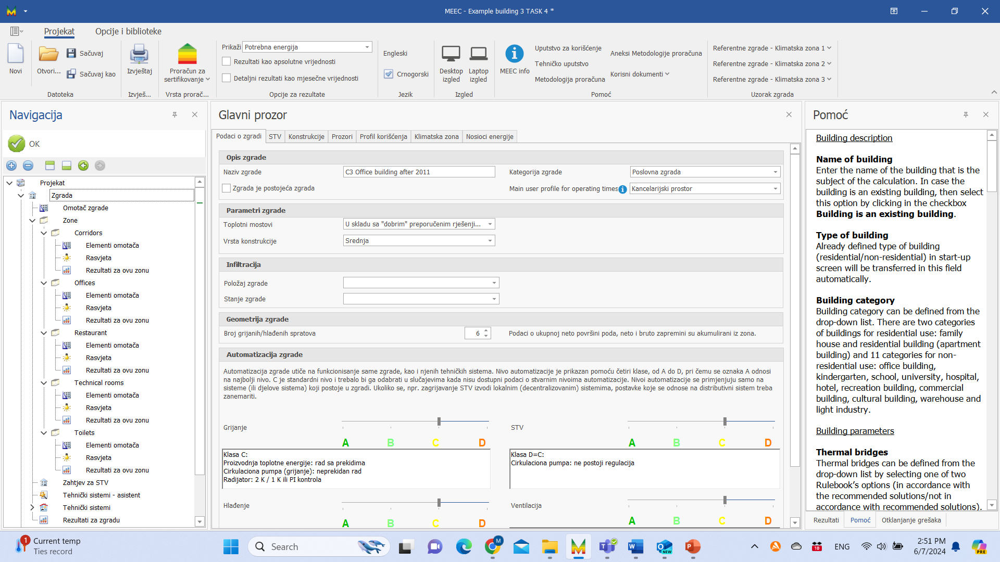 MEEC - Example building 3 TASK 4 *
Projekat
Opcije i biblioteke
Novi
Otvori...
Sačuvaj
Sačuvaj kao
Datoteka
Izvještaj
Izvješ...
Proračun za
sertifikovanje
Vrsta prorač...
Prikaži
Potrebna energija
Rezultati kao apsolutne vrijednosti
Detaljni rezultati kao mjesečne vrijednosti
Opcije za rezultate
Engleski
Crnogorski
Jezik
Desktop
izgled
Laptop
izgled
Izgled
MEEC info
Uputstvo za korišćenje
Tehničko uputstvo
Metodologija proračuna
Aneksi Metodologije proračuna
Korisni dokumenti
Pomoć
Referentne zgrade - Klimatska zona 1
Referentne zgrade - Klimatska zona 2
Referentne zgrade - Klimatska zona 3
Uzorak zgrada
Navigacija
OK
Projekat
Zgrada
Omotač zgrade
Zone
Corridors
Elementi omotača
Rasvjeta
Rezultati za ovu zonu
Offices
Elementi omotača
Rasvjeta
Rezultati za ovu zonu
Restaurant
Elementi omotača
Rasvjeta
Rezultati za ovu zonu
Technical rooms
Elementi omotača
Rasvjeta
Rezultati za ovu zonu
Toilets
Elementi omotača
Rasvjeta
Rezultati za ovu zonu
Zahtjev za STV
Tehnički sistemi - asistent
Tehnički sistemi
Rezultati za zgradu
Glavni prozor
Podaci o zgradi
STV
Konstrukcije
Prozori
Profil korišćenja
Klimatska zona
Nosioci energije
Opis zgrade
Naziv zgrade
C3 Office building after 2011
Kategorija zgrade
Poslovna zgrada
Zgrada je postojeća zgrada
Main user profile for operating times
Kancelarijski prostor
Parametri zgrade
Toplotni mostovi
U skladu sa "dobrim" preporučenim rješenji...
Vrsta konstrukcije
Srednja
Infiltracija
Položaj zgrade
Stanje zgrade
Geometrija zgrade
Broj grijanih/hlađenih spratova
6
Podaci o ukupnoj neto površini poda, neto i bruto zapremini su akumulirani iz zona.
Automatizacija zgrade
Automatizacija zgrade utiče na funkcionisanje same zgrade, kao i njenih tehničkih sistema. Nivo automatizacije je prikazan pomoću četiri klase, od A do D, pri čemu se oznaka A odnosi
na najbolji nivo. C je standardni nivo i trebalo bi ga odabrati u slučajevima kada nisu dostupni podaci o stvarnim nivoima automatizacije. Nivoi automatizacije se primjenjuju samo na
sisteme (ili djelove sistema) koji postoje u zgradi. Ukoliko se, npr. zagrijavanje STV izvodi lokalnim (decentralizovanim) sistemima, postavke koje se odnose na distributivni sistem treba
zanemariti.
Grijanje
A B C D
Klasa C:
Proizvodnja toplotne energije: rad sa prekidima
Cirkulaciona pumpa (grijanje): neprekidan rad
Radijator: 2 K / 1 K ili PI kontrola
STV
A B C D
Klasa D=C:
Cirkulaciona pumpa: ne postoji regulacija
Hlađenje
A B C D
Ventilacija
A B C D
Pomoć
Building description
Name of building
Enter the name of the building that is the
subject of the calculation. In case the
building is an existing building, then select
this option by clicking in the checkbox
Building is an existing building.
Type of building
Already defined type of building
(residential/non-residential) in start-up
screen will be transferred in this field
automatically.
Building category
Building category can be defined from the
drop-down list. There are two categories
of buildings for residential use: family
house and residential building (apartment
building) and 11 categories for non-
residential use: office building,
kindergarten, school, university, hospital,
hotel, recreation building, commercial
building, cultural building, warehouse and
light industry.
Building parameters
Thermal bridges
Thermal bridges can be defined from the
drop-down list by selecting one of two
Rulebook's options (in accordance with
the recommended solutions/not in
accordance with recommended solutions).
Rezultati
Pomoć
Otklanjanje grešaka
1
Current temp
Ties record
Search
M
NEW
10
ENG
2:51 PM
6/7/2024
PRE